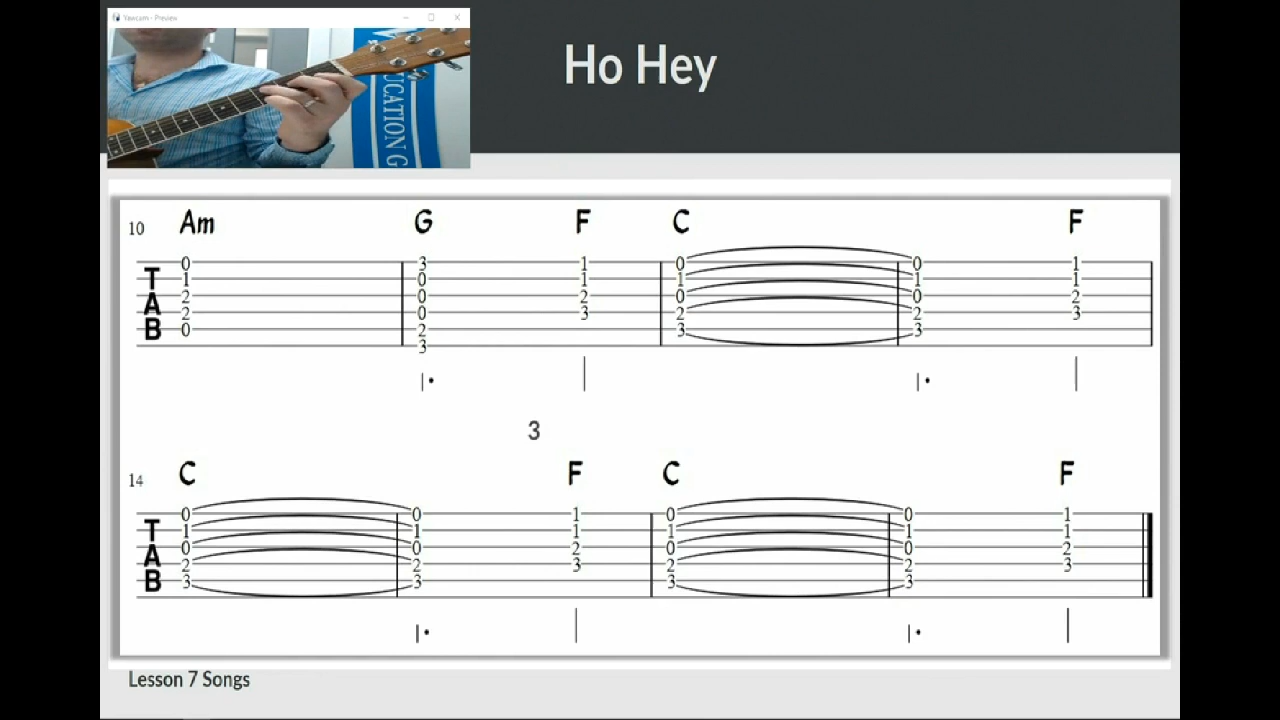 Yawcam - Preview
Ho Hey
UCATION G
10 Am G F C F
T A B
0 3 1 0 0 1
1 0 1 1 1 1
2 0 2 0 0 2
2 0 3 2 2 3
0 2 3 3
3
3
14 C F C F
T A B
0 0 1 0 0 1
1 1 1 1 1 1
0 0 2 0 0 2
2 2 3 2 2 3
3 3 3 3
Lesson 7 Songs